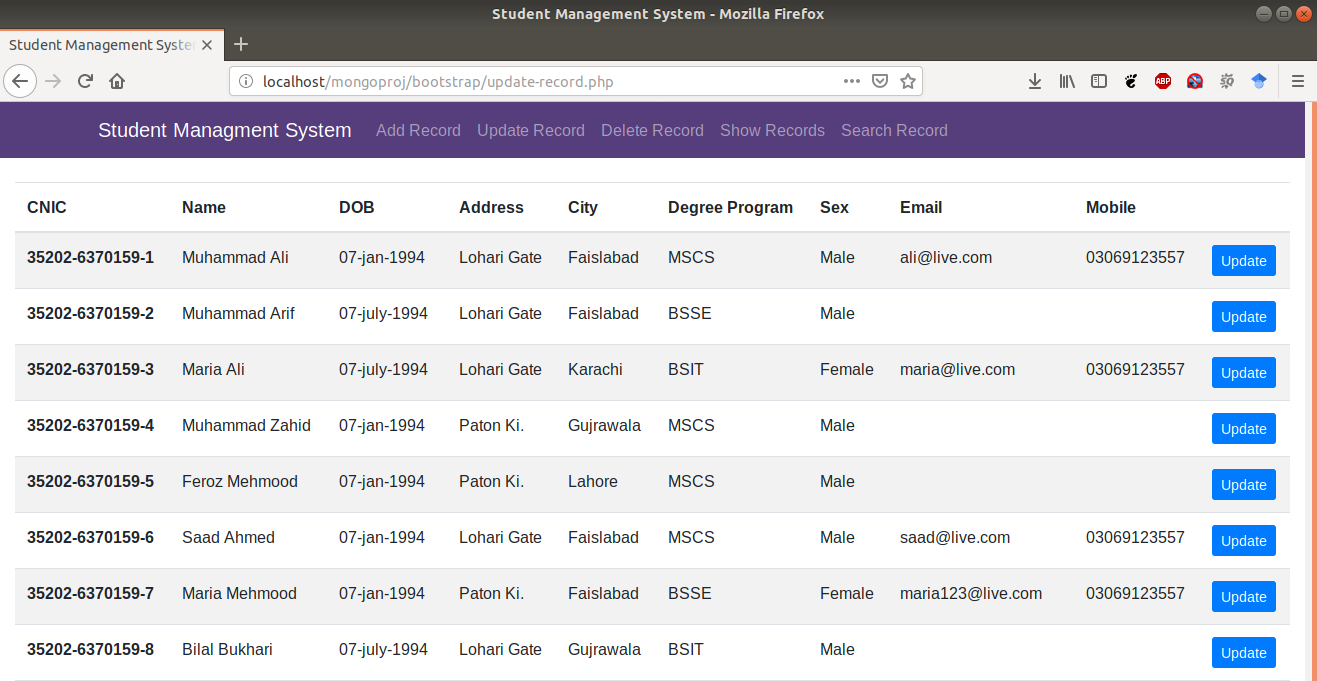 Student Management System - Mozilla Firefox
Student Management Syste
localhost/mongoproj/bootstrap/update-record.php
ABP
Student Managment System Add Record Update Record Delete Record Show Records Search Record
CNIC Name DOB Address City Degree Program Sex Email Mobile
35202-6370159-1 Muhammad Ali 07-jan-1994 Lohari Gate Faislabad MSCS Male ali@live.com 03069123557 Update
35202-6370159-2 Muhammad Arif 07-july-1994 Lohari Gate Faislabad BSSE Male Update
35202-6370159-3 Maria Ali 07-july-1994 Lohari Gate Karachi BSIT Female maria@live.com 03069123557 Update
35202-6370159-4 Muhammad Zahid 07-jan-1994 Paton Ki. Gujrawala MSCS Male Update
35202-6370159-5 Feroz Mehmood 07-jan-1994 Paton Ki. Lahore MSCS Male Update
35202-6370159-6 Saad Ahmed 07-jan-1994 Lohari Gate Faislabad MSCS Male saad@live.com 03069123557 Update
35202-6370159-7 Maria Mehmood 07-jan-1994 Paton Ki. Faislabad BSSE Female maria123@live.com 03069123557 Update
35202-6370159-8 Bilal Bukhari 07-july-1994 Lohari Gate Gujrawala BSIT Male Update